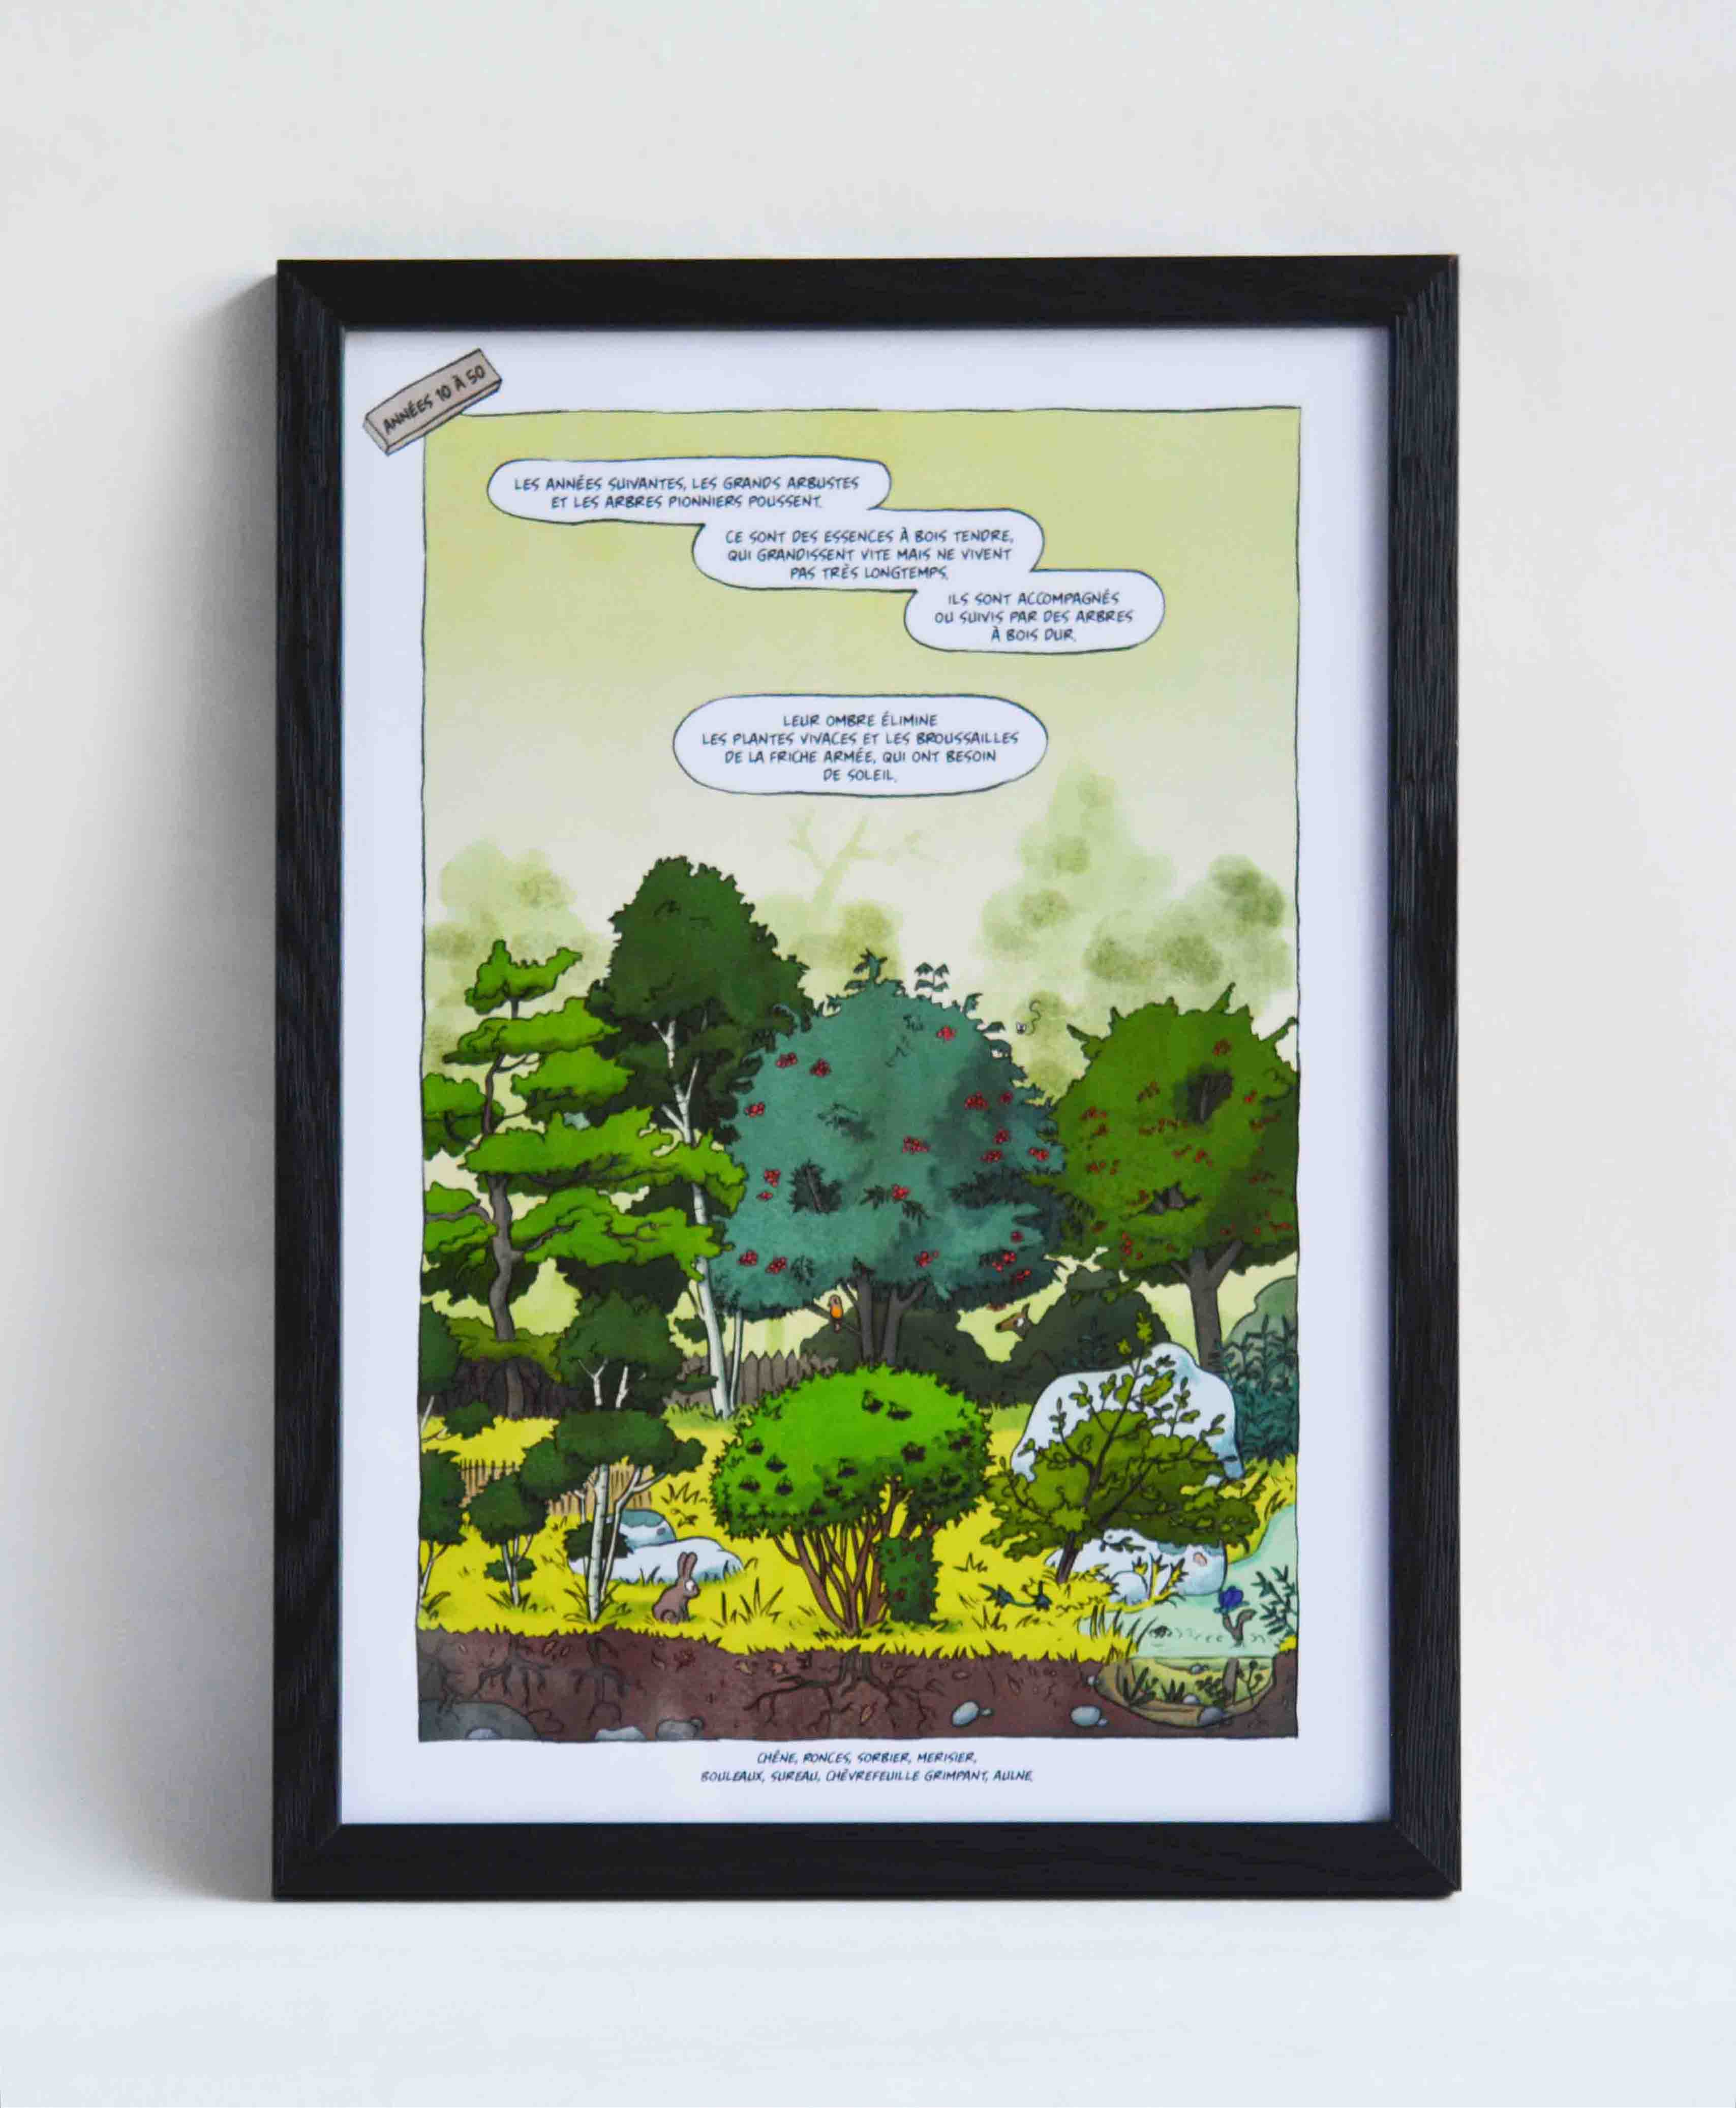 ANNÉES 10 À 50
LES ANNÉES SUIVANTES, LES GRANDS ARBUSTES
ET LES ARBRES PIONNIERS POUSSENT.
CE SONT DES ESSENCES À BOIS TENDRE,
QUI GRANDISSENT VITE MAIS NE VIVENT
PAS TRÈS LONGTEMPS.
ILS SONT ACCOMPAGNÉS
OU SUIVIS PAR DES ARBRES
À BOIS DUR.
LEUR OMBRE ÉLIMINE
LES PLANTES VIVACES ET LES BROUSSAILLES
DE LA FRICHE ARMÉE, QUI ONT BESOIN
DE SOLEIL.
CHÊNE, RONCES, SORBIER, MERISIER,
BOULEAUX, SUREAU, CHÈVREFEUILLE GRIMPANT, AULNE.